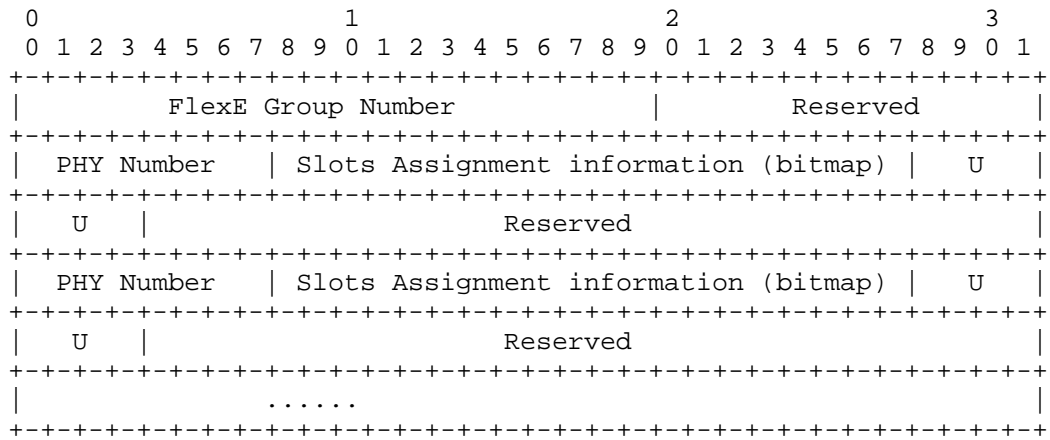 0                   1                   2                   3
 0 1 2 3 4 5 6 7 8 9 0 1 2 3 4 5 6 7 8 9 0 1 2 3 4 5 6 7 8 9 0 1
+-+-+-+-+-+-+-+-+-+-+-+-+-+-+-+-+-+-+-+-+-+-+-+-+-+-+-+-+-+-+-+-+
|         FlexE Group Number            |        Reserved       |
+-+-+-+-+-+-+-+-+-+-+-+-+-+-+-+-+-+-+-+-+-+-+-+-+-+-+-+-+-+-+-+-+
|  PHY Number   | Slots Assignment information (bitmap) |   U   |
+-+-+-+-+-+-+-+-+-+-+-+-+-+-+-+-+-+-+-+-+-+-+-+-+-+-+-+-+-+-+-+-+
|   U   |                      Reserved                         |
+-+-+-+-+-+-+-+-+-+-+-+-+-+-+-+-+-+-+-+-+-+-+-+-+-+-+-+-+-+-+-+-+
|  PHY Number   | Slots Assignment information (bitmap) |   U   |
+-+-+-+-+-+-+-+-+-+-+-+-+-+-+-+-+-+-+-+-+-+-+-+-+-+-+-+-+-+-+-+-+
|   U   |                      Reserved                         |
+-+-+-+-+-+-+-+-+-+-+-+-+-+-+-+-+-+-+-+-+-+-+-+-+-+-+-+-+-+-+-+-+
|               ......                                          |
+-+-+-+-+-+-+-+-+-+-+-+-+-+-+-+-+-+-+-+-+-+-+-+-+-+-+-+-+-+-+-+-+